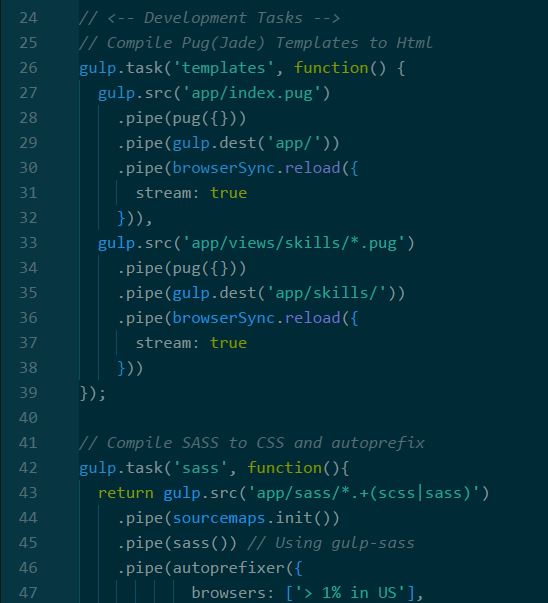 24 // <-- Development Tasks -->
25 // Compile Pug(Jade) Templates to Html
26 gulp.task('templates', function() {
27 gulp.src('app/index.pug')
28 .pipe(pug({}))
29 .pipe(gulp.dest('app/'))
30 .pipe(browserSync.reload({
31 stream: true
32 })),
33 gulp.src('app/views/skills/*.pug')
34 .pipe(pug({}))
35 .pipe(gulp.dest('app/skills/'))
36 .pipe(browserSync.reload({
37 stream: true
38 }))
39 });
40
41 // Compile SASS to CSS and autoprefix
42 gulp.task('sass', function(){
43 return gulp.src('app/sass/*.+(scss|sass)')
44 .pipe(sourcemaps.init())
45 .pipe(sass()) // Using gulp-sass
46 .pipe(autoprefixer({
47 browsers: ['> 1% in US'],